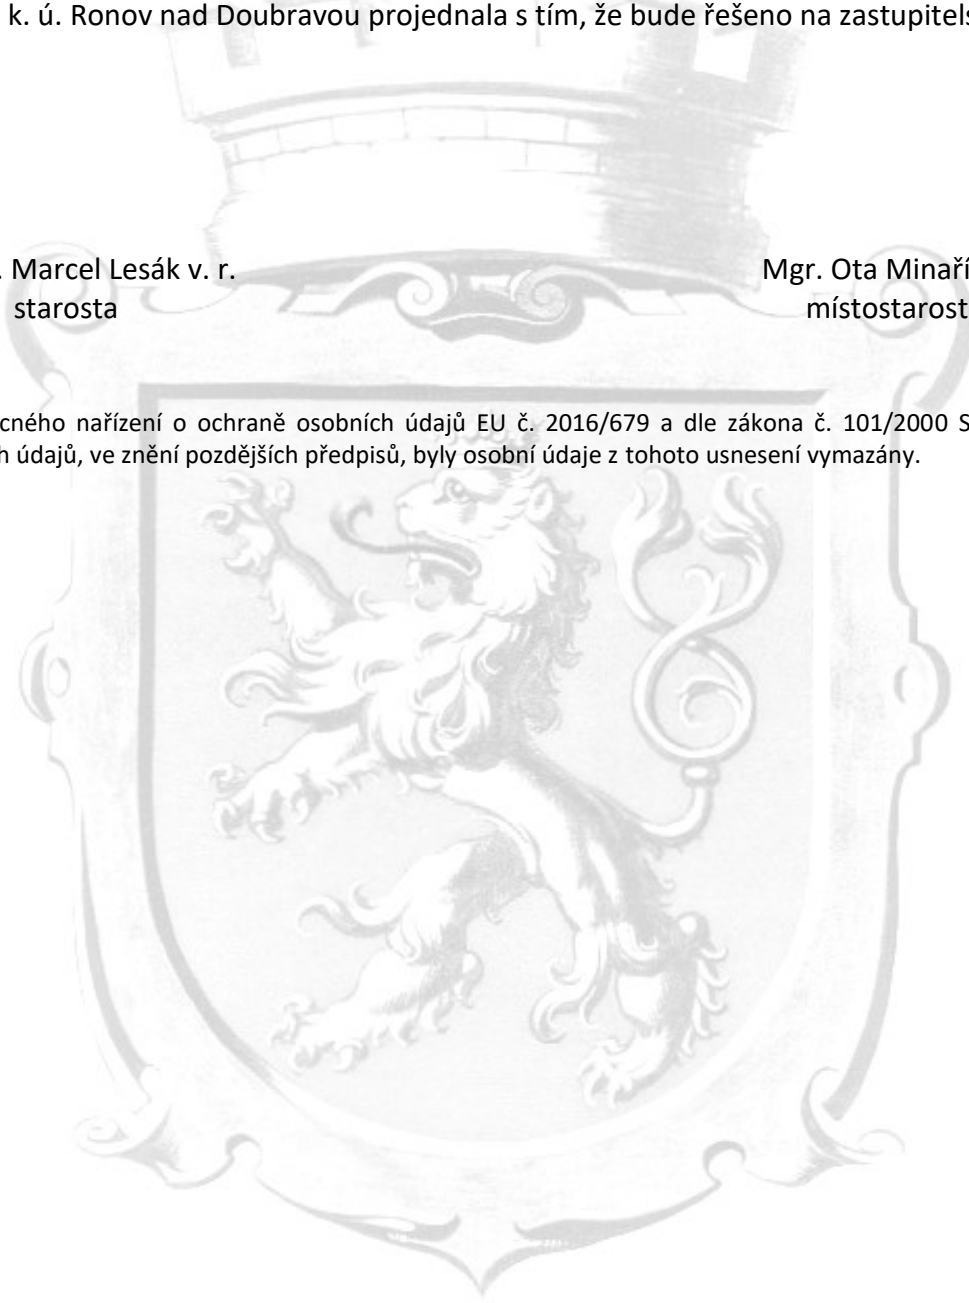 k. ú. Ronov nad Doubravou projednala s tím, že bude řešeno na zastupitels
. Marcel Lesák v. r. Mgr. Ota Minaří
starosta místostarost
cného nařízení o ochraně osobních údajů EU č. 2016/679 a dle zákona č. 101/2000 S
h údajů, ve znění pozdějších předpisů, byly osobní údaje z tohoto usnesení vymazány.